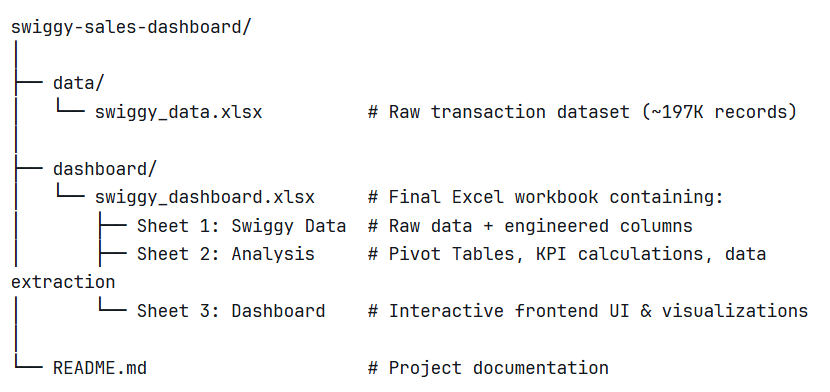 swiggy-sales-dashboard/
│
├── data/
│   └── swiggy_data.xlsx          # Raw transaction dataset (~197K records)
│
├── dashboard/
│   └── swiggy_dashboard.xlsx     # Final Excel workbook containing:
│       ├── Sheet 1: Swiggy Data  # Raw data + engineered columns
│       ├── Sheet 2: Analysis     # Pivot Tables, KPI calculations, data
extraction
│       └── Sheet 3: Dashboard    # Interactive frontend UI & visualizations
│
└── README.md                     # Project documentation